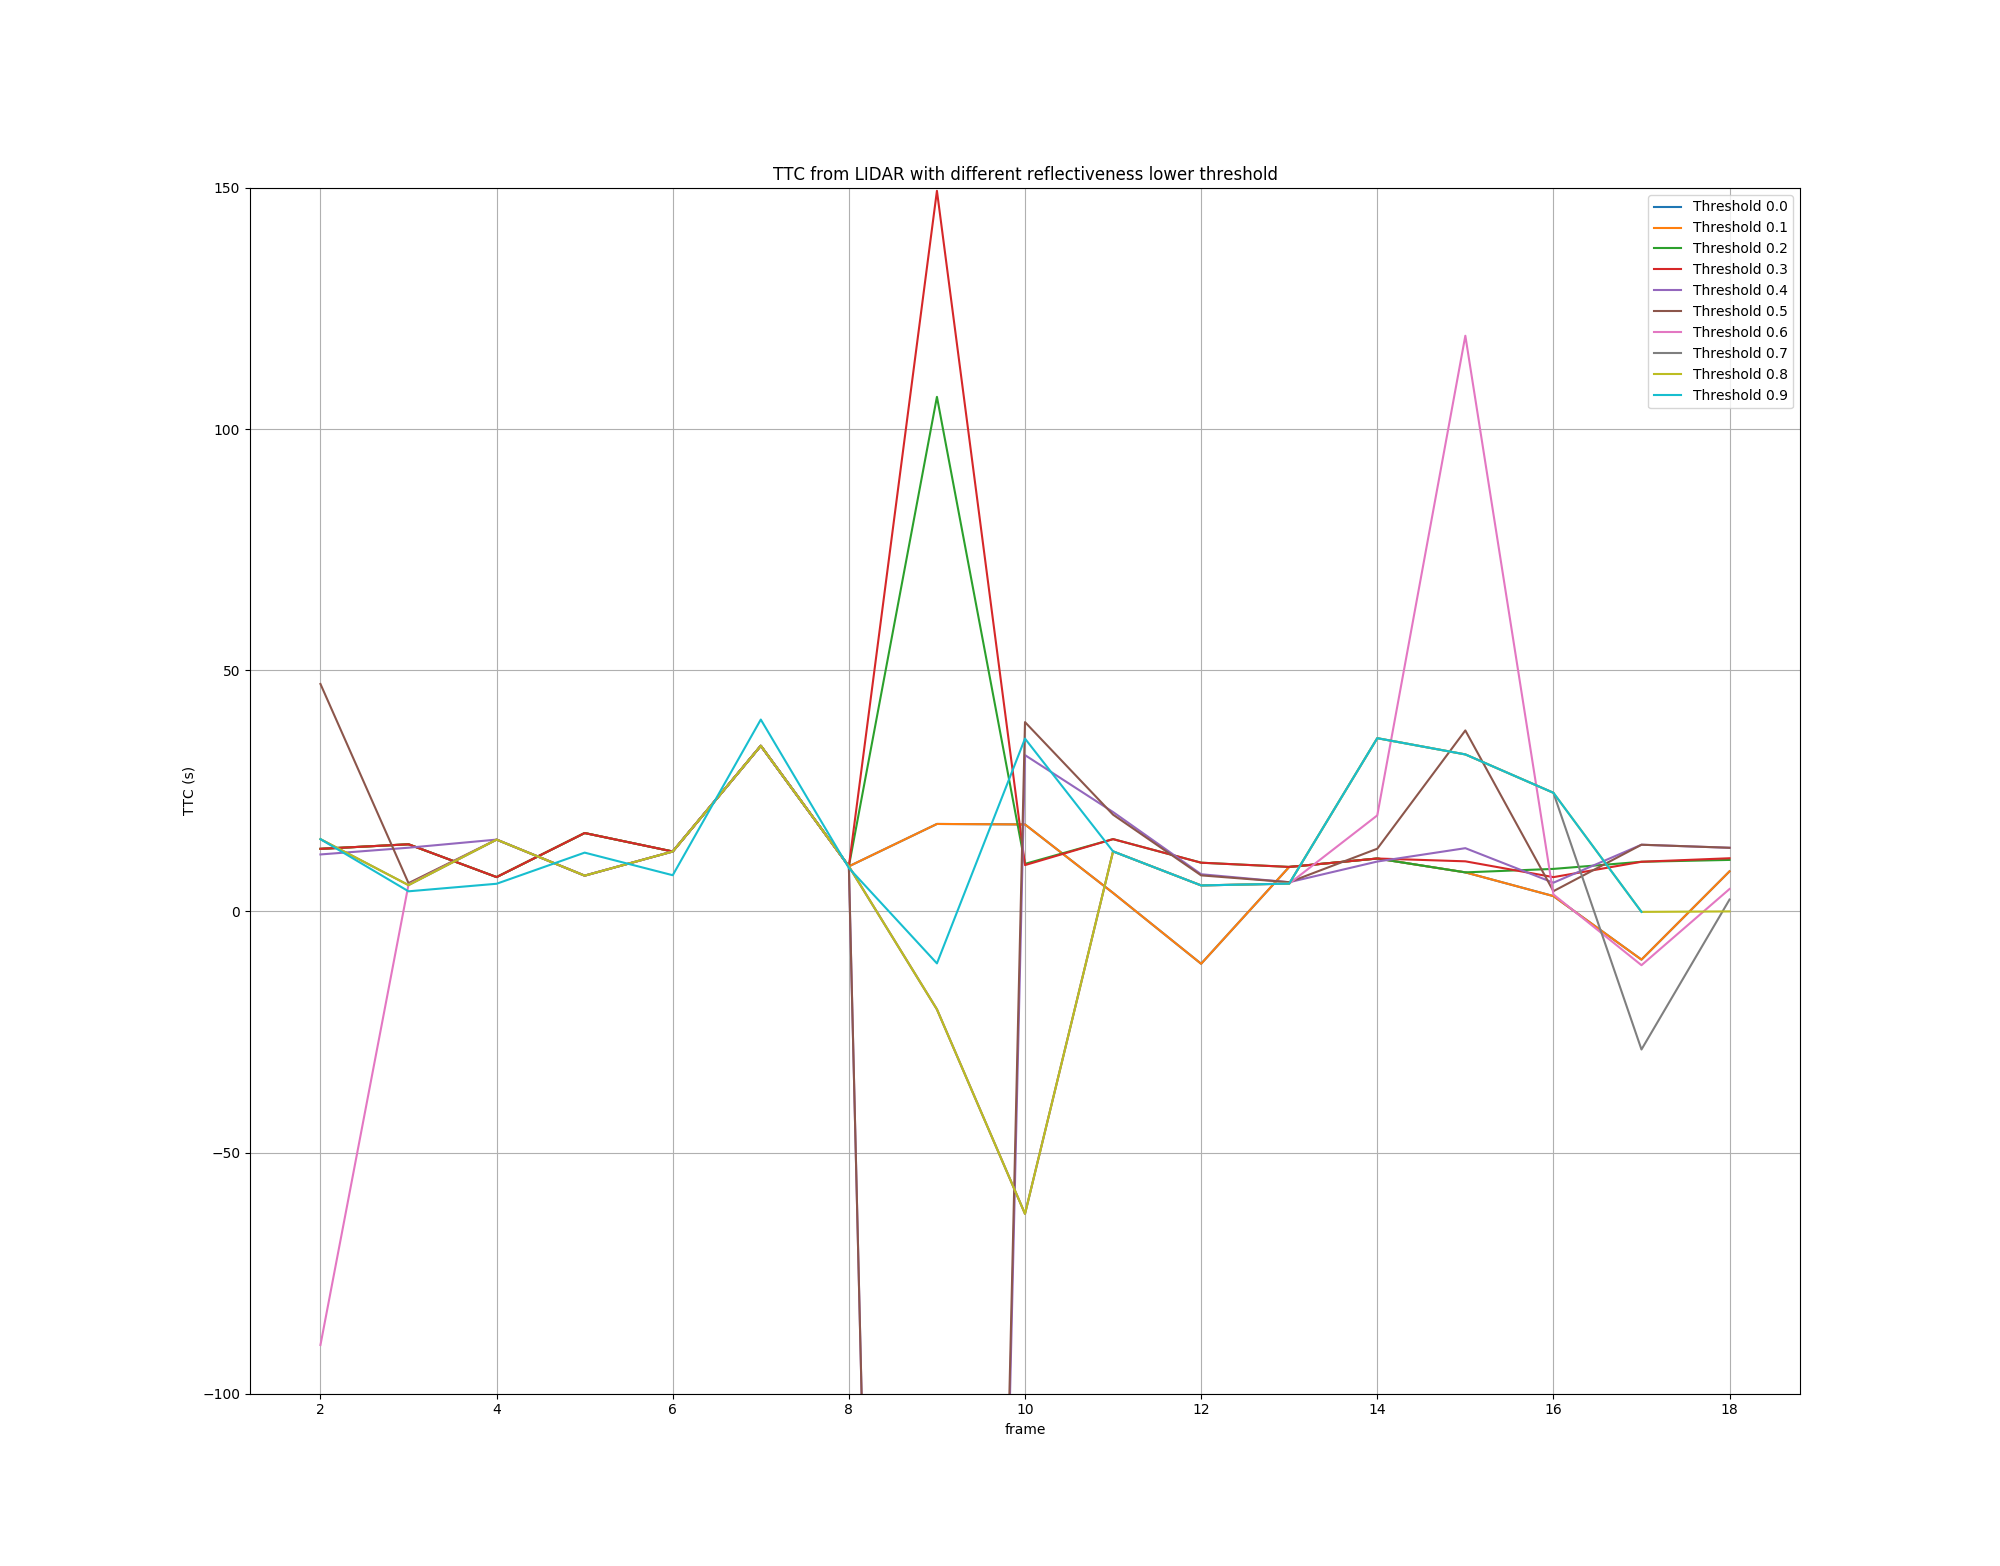 TTC from LIDAR with different reflectiveness lower threshold
150
100
50
0
−50
−100
TTC (s)
Threshold 0.0
Threshold 0.1
Threshold 0.2
Threshold 0.3
Threshold 0.4
Threshold 0.5
Threshold 0.6
Threshold 0.7
Threshold 0.8
Threshold 0.9
2 4 6 8 10 12 14 16 18
frame